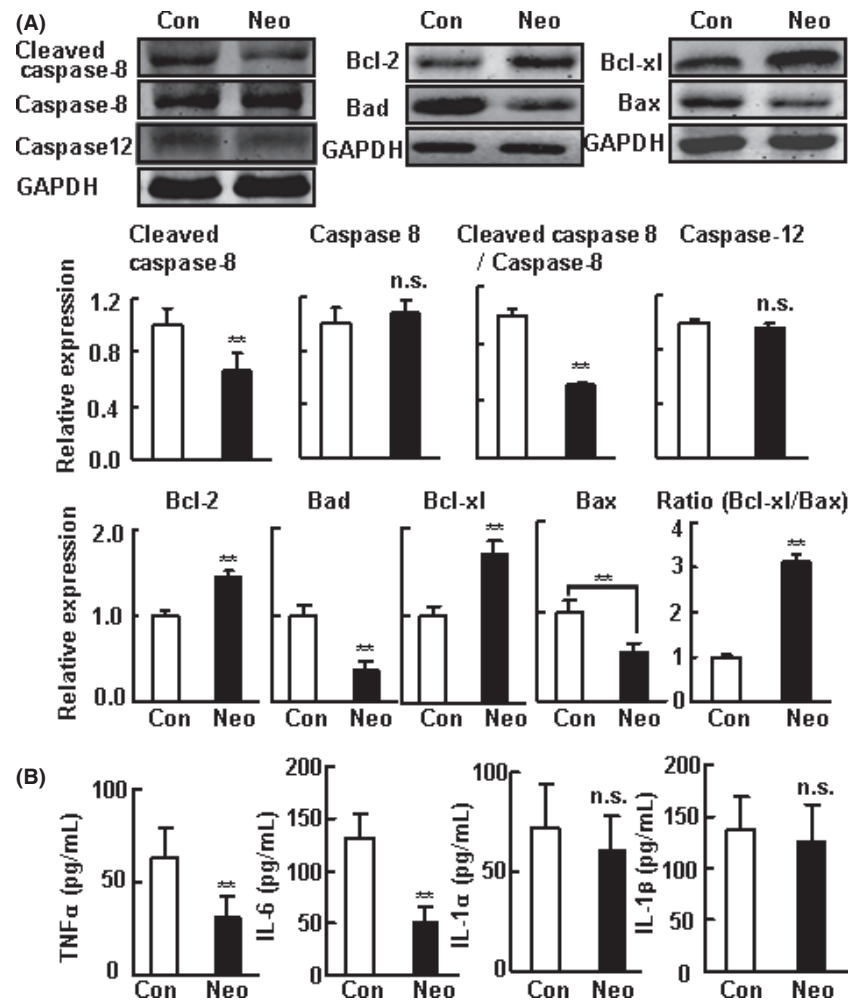 (A)
Con Neo
Con Neo
Con Neo
Cleaved
caspase-8
Caspase-8
Caspase12
GAPDH
Bcl-2
Bad
GAPDH
Bcl-xl
Bax
GAPDH
Cleaved
caspase-8
Caspase 8
Cleaved caspase 8
/ Caspase-8
Caspase-12
Relative expression
1.2
0.8
0.4
0.0
**
n.s.
**
n.s.
Bcl-2
Bad
Bcl-xl
Bax
Ratio (Bcl-xl/Bax)
Relative expression
2.0
1.0
0.0
**
**
**
**
4
3
2
1
0
**
Con Neo
Con Neo
Con Neo
Con Neo
Con Neo
(B)
TNFα (pg/mL)
100
50
0
**
Con Neo
IL-6 (pg/mL)
200
150
100
50
0
**
Con Neo
IL-1α (pg/mL)
100
50
0
n.s.
Con Neo
IL-1β (pg/mL)
200
150
100
50
0
n.s.
Con Neo